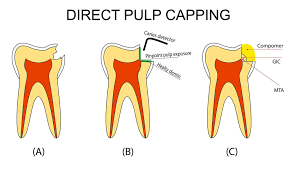 DIRECT PULP CAPPING
Caries detector
Pinpoint pulp exposure
Healty dentin
Compomer
GIC
MTA
(A)
(B)
(C)